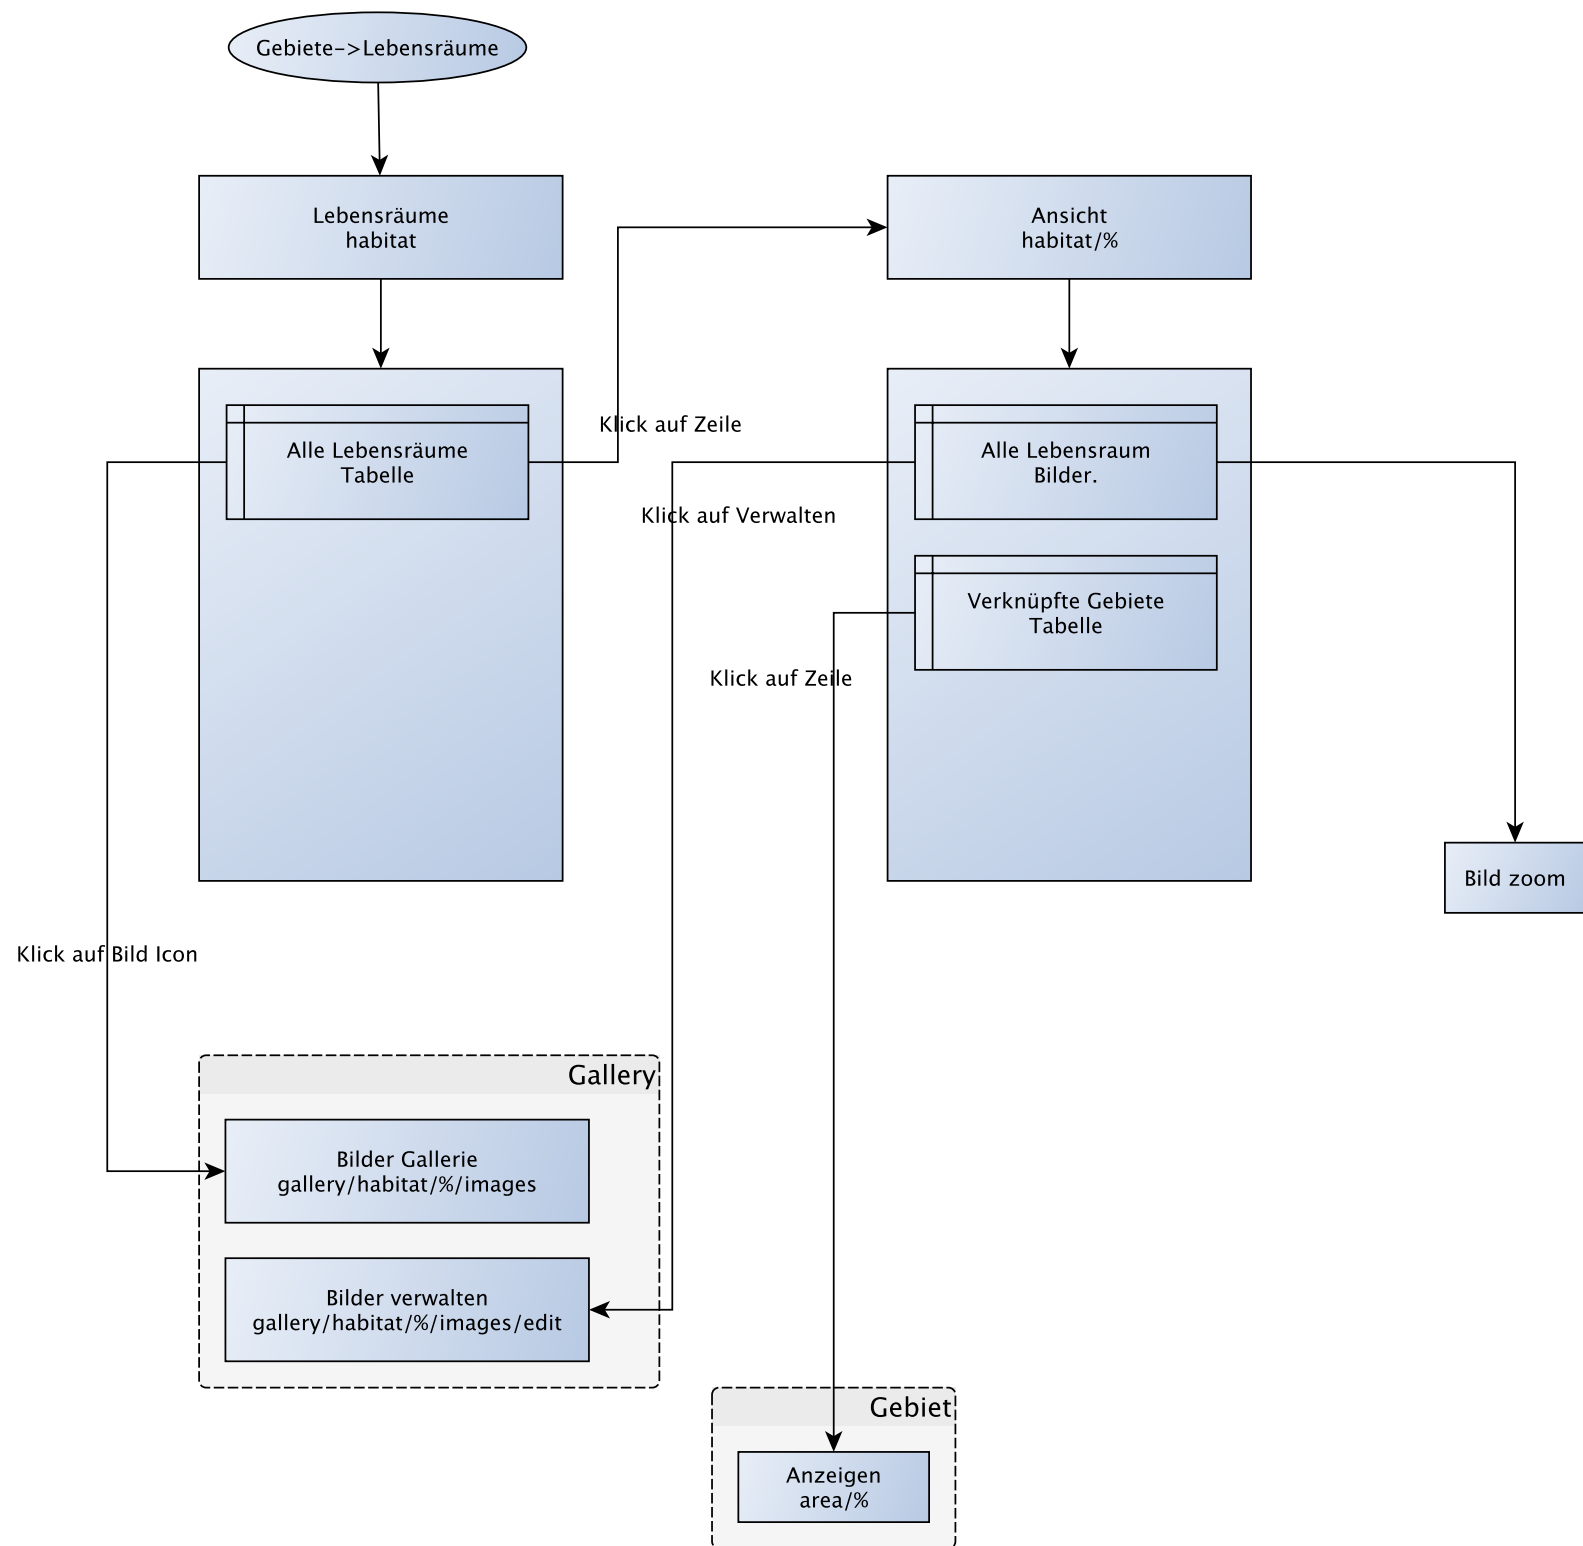 Gebiete->Lebensräume
Lebensräume
habitat
Ansicht
habitat/%
Klick auf Zeile
Alle Lebensräume
Tabelle
Alle Lebensraum
Bilder.
Klick auf Verwalten
Verknüpfte Gebiete
Tabelle
Klick auf Zeile
Bild zoom
Klick auf Bild Icon
Gallery
Bilder Gallerie
gallery/habitat/%/images
Bilder verwalten
gallery/habitat/%/images/edit
Gebiet
Anzeigen
area/%